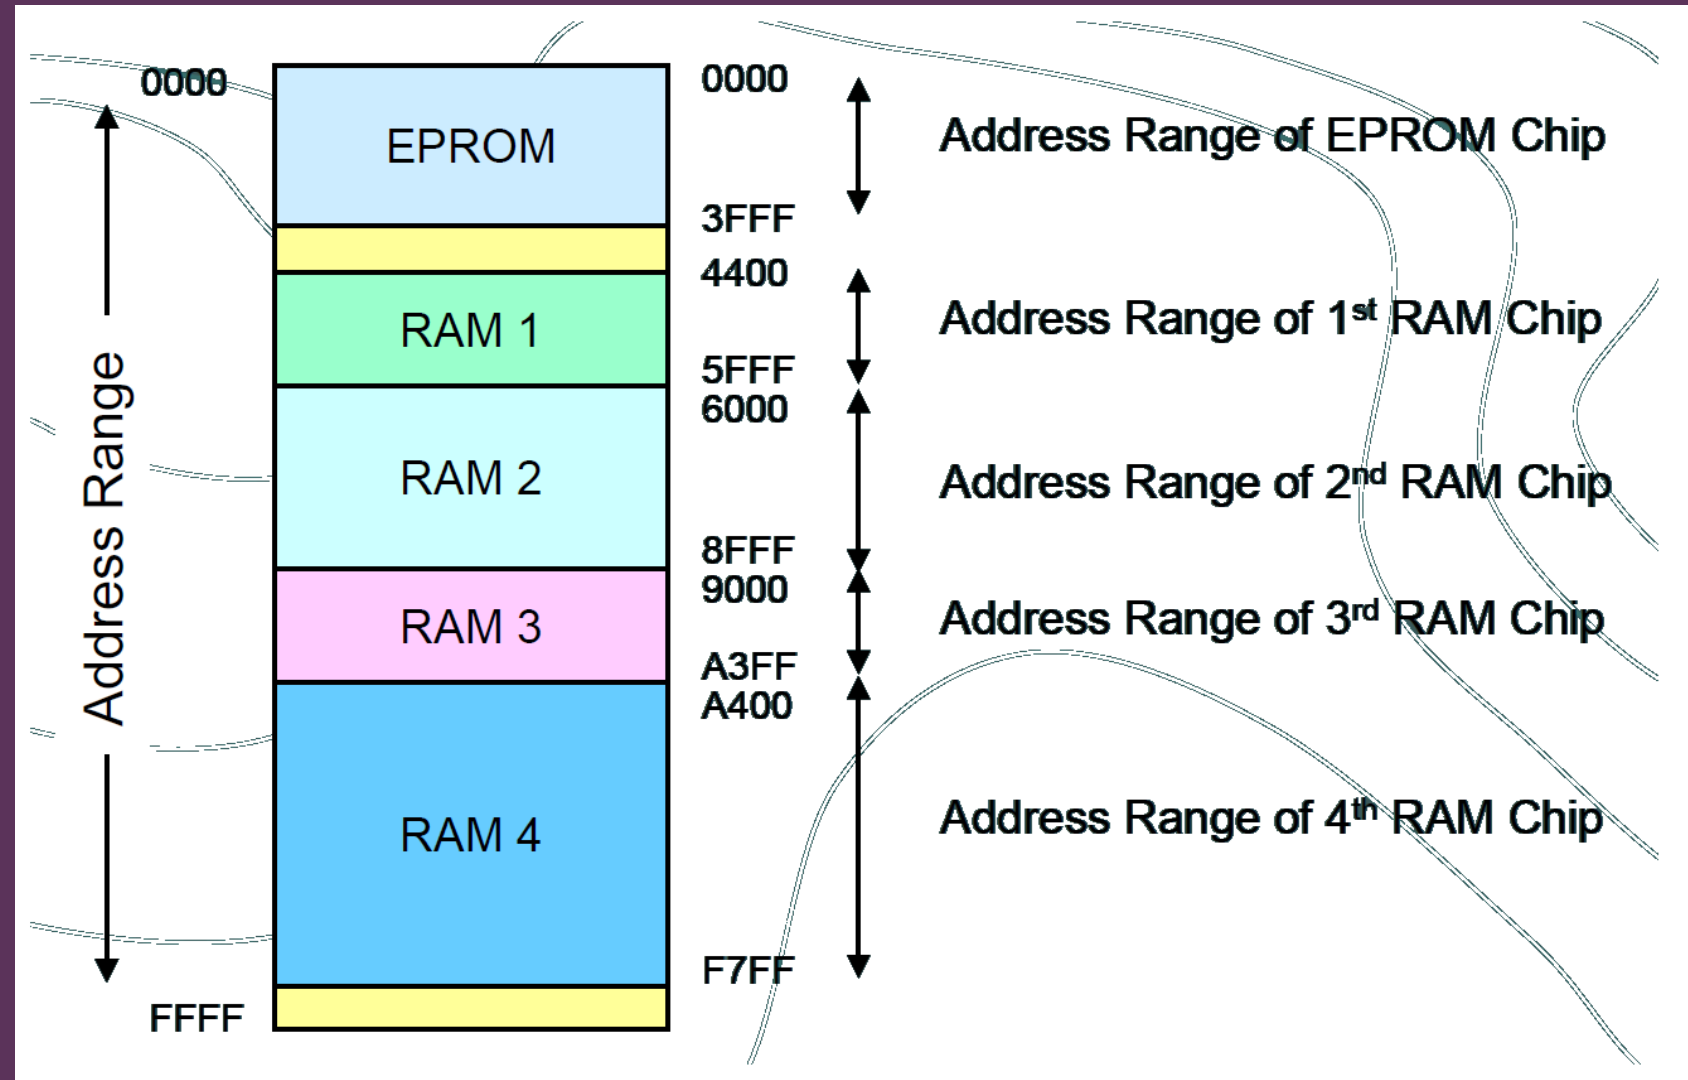 0000
0000
EPROM
Address Range of EPROM Chip
3FFF
4400
RAM 1
Address Range of 1st RAM Chip
5FFF
6000
Address Range
RAM 2
Address Range of 2nd RAM Chip
8FFF
9000
RAM 3
Address Range of 3rd RAM Chip
A3FF
A400
RAM 4
Address Range of 4th RAM Chip
F7FF
FFFF